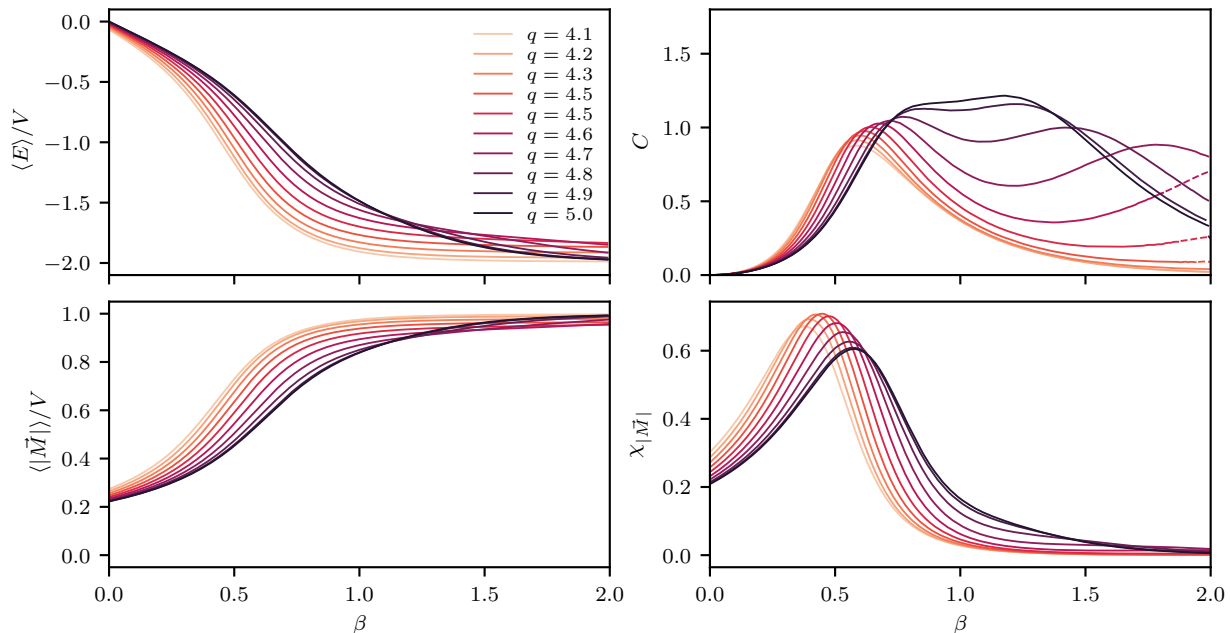 0.0
−0.5
−1.0
−1.5
−2.0
⟨E⟩/V
q = 4.1
q = 4.2
q = 4.3
q = 4.5
q = 4.5
q = 4.6
q = 4.7
q = 4.8
q = 4.9
q = 5.0
1.5
1.0
0.5
0.0
C
1.0
0.8
0.6
0.4
0.2
0.0
⟨|M⃗|⟩/V
0.0 0.5 1.0 1.5 2.0
β
0.6
0.4
0.2
0.0
χ|M⃗|
0.0 0.5 1.0 1.5 2.0
β